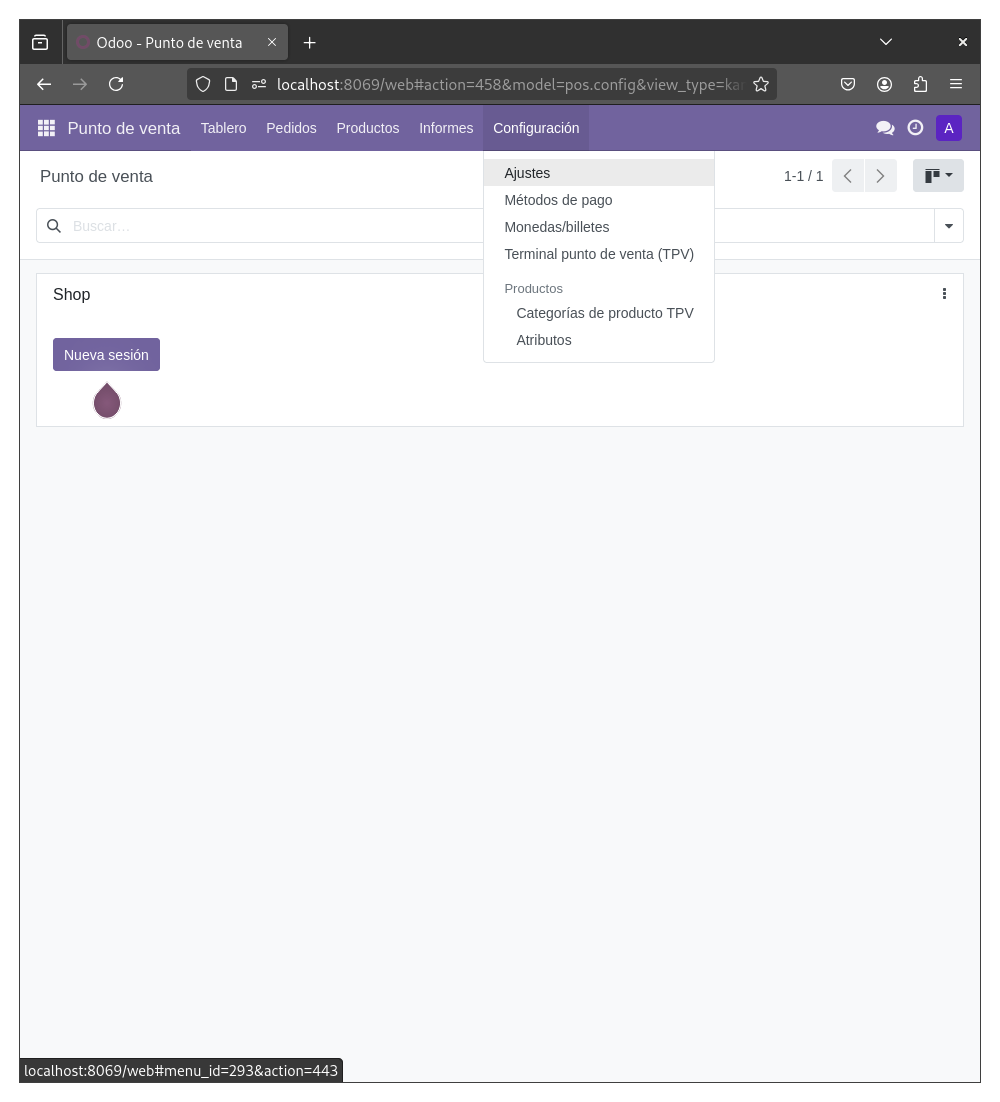 Odoo - Punto de venta
localhost:8069/web#action=458&model=pos.config&view_type=ka
Punto de venta Tablero Pedidos Productos Informes Configuración A
Punto de venta
1-1 / 1
Buscar...
Ajustes
Métodos de pago
Monedas/billetes
Terminal punto de venta (TPV)
Productos
Categorías de producto TPV
Atributos
Shop
Nueva sesión
localhost:8069/web#menu_id=293&action=443